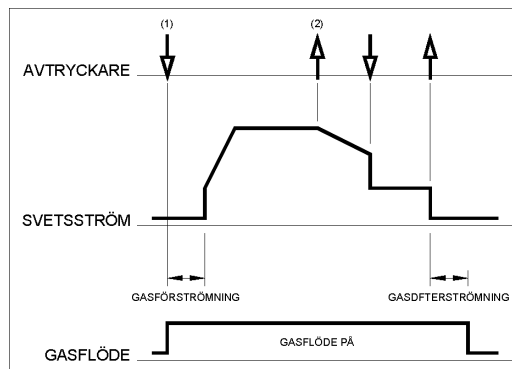 (1) (2)
AVTRYCKARE
SVETSSTRÖM
GASFÖRSTRÖMNING GASDFTERSTRÖMNING
GASFLÖDE PÅ
GASFLÖDE